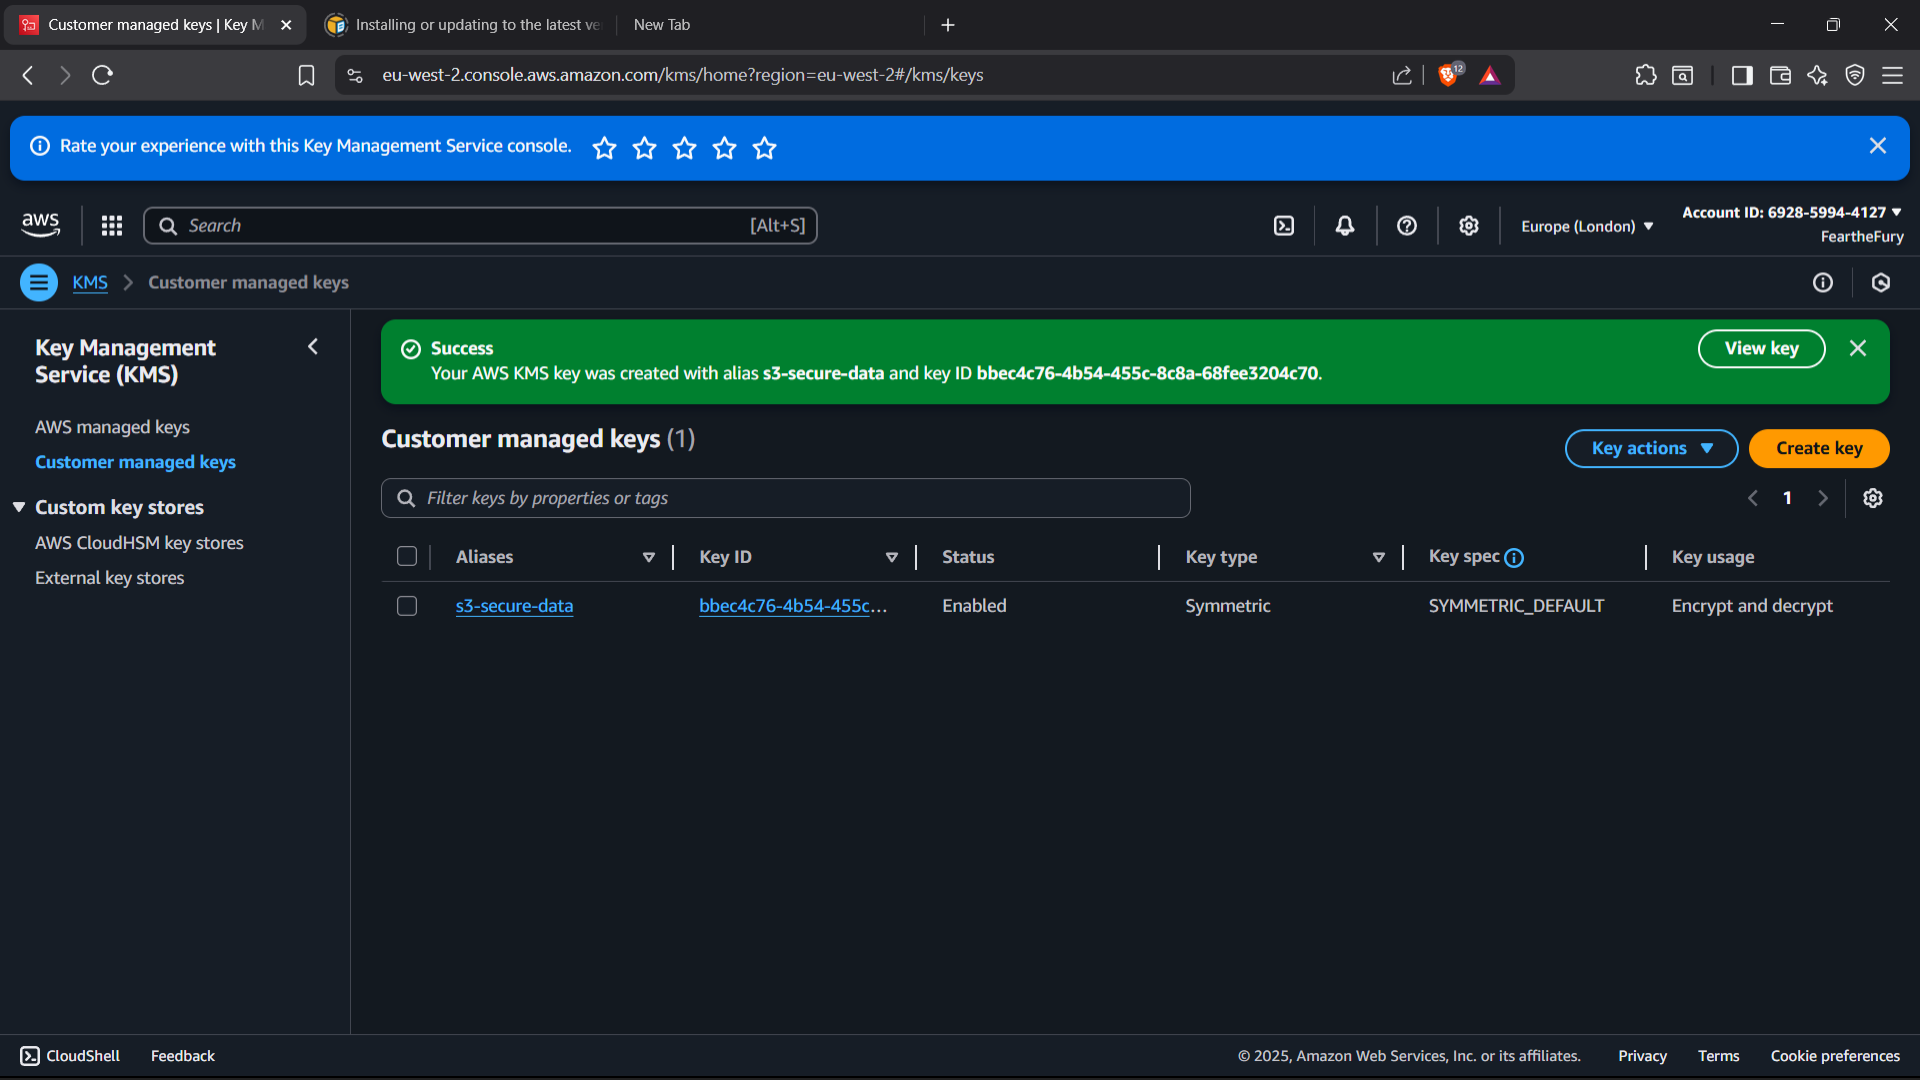 Customer managed keys | Key M
Installing or updating to the latest ve
New Tab
eu-west-2.console.aws.amazon.com/kms/home?region=eu-west-2#/kms/keys
12
Rate your experience with this Key Management Service console.
aws
Search
[Alt+S]
Europe (London)
Account ID: 6928-5994-4127
FeartheFury
KMS
Customer managed keys
Key Management
Service (KMS)
AWS managed keys
Customer managed keys
Custom key stores
AWS CloudHSM key stores
External key stores
Success
Your AWS KMS key was created with alias s3-secure-data and key ID bbec4c76-4b54-455c-8c8a-68fee3204c70.
View key
Customer managed keys (1)
Key actions
Create key
Filter keys by properties or tags
1
Aliases Key ID Status Key type Key spec Key usage
s3-secure-data bbec4c76-4b54-455c... Enabled Symmetric SYMMETRIC_DEFAULT Encrypt and decrypt
CloudShell
Feedback
© 2025, Amazon Web Services, Inc. or its affiliates.
Privacy
Terms
Cookie preferences